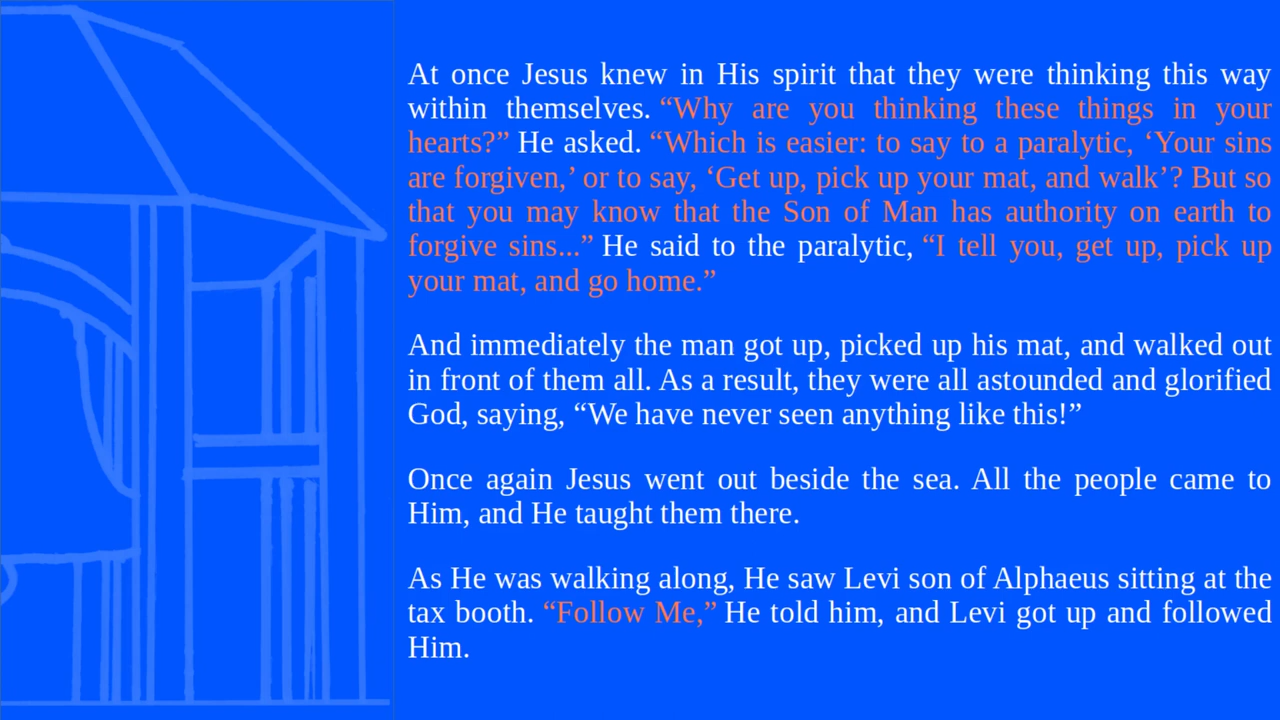 At once Jesus knew in His spirit that they were thinking this way
within themselves. “Why are you thinking these things in your
hearts?” He asked. “Which is easier: to say to a paralytic, ‘Your sins
are forgiven,’ or to say, ‘Get up, pick up your mat, and walk’? But so
that you may know that the Son of Man has authority on earth to
forgive sins...” He said to the paralytic, “I tell you, get up, pick up
your mat, and go home.”
And immediately the man got up, picked up his mat, and walked out
in front of them all. As a result, they were all astounded and glorified
God, saying, “We have never seen anything like this!”
Once again Jesus went out beside the sea. All the people came to
Him, and He taught them there.
As He was walking along, He saw Levi son of Alphaeus sitting at the
tax booth. “Follow Me,” He told him, and Levi got up and followed
Him.